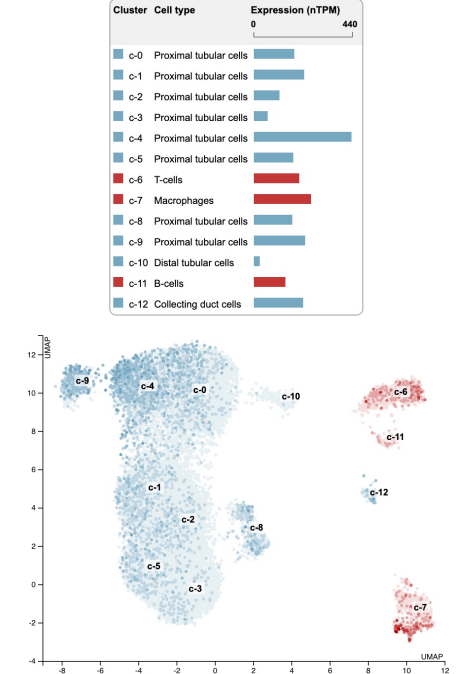 Cluster Cell type Expression (nTPM)
0 440
c-0 Proximal tubular cells
c-1 Proximal tubular cells
c-2 Proximal tubular cells
c-3 Proximal tubular cells
c-4 Proximal tubular cells
c-5 Proximal tubular cells
c-6 T-cells
c-7 Macrophages
c-8 Proximal tubular cells
c-9 Proximal tubular cells
c-10 Distal tubular cells
c-11 B-cells
c-12 Collecting duct cells
UMAP
12
c-9 c-4 c-0 c-10 c-6
10
8
c-11
6
c-1 c-12
4
c-2 c-8
2
c-5
0
c-3
c-7
-2
-4
UMAP
-8 -6 -4 -2 0 2 4 6 8 10 12